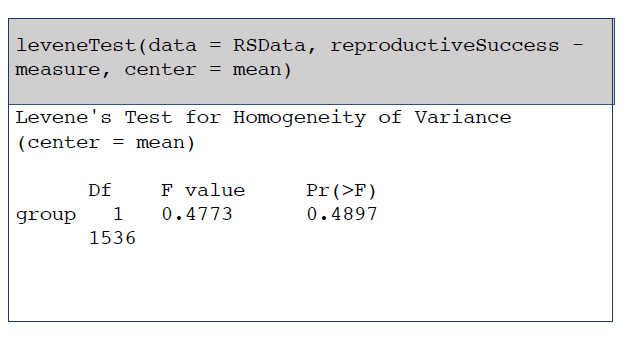 leveneTest(data = RSData, reproductiveSuccess -
measure, center = mean)
Levene's Test for Homogeneity of Variance
(center = mean)
Df F value Pr(>F)
group 1 0.4773 0.4897
1536